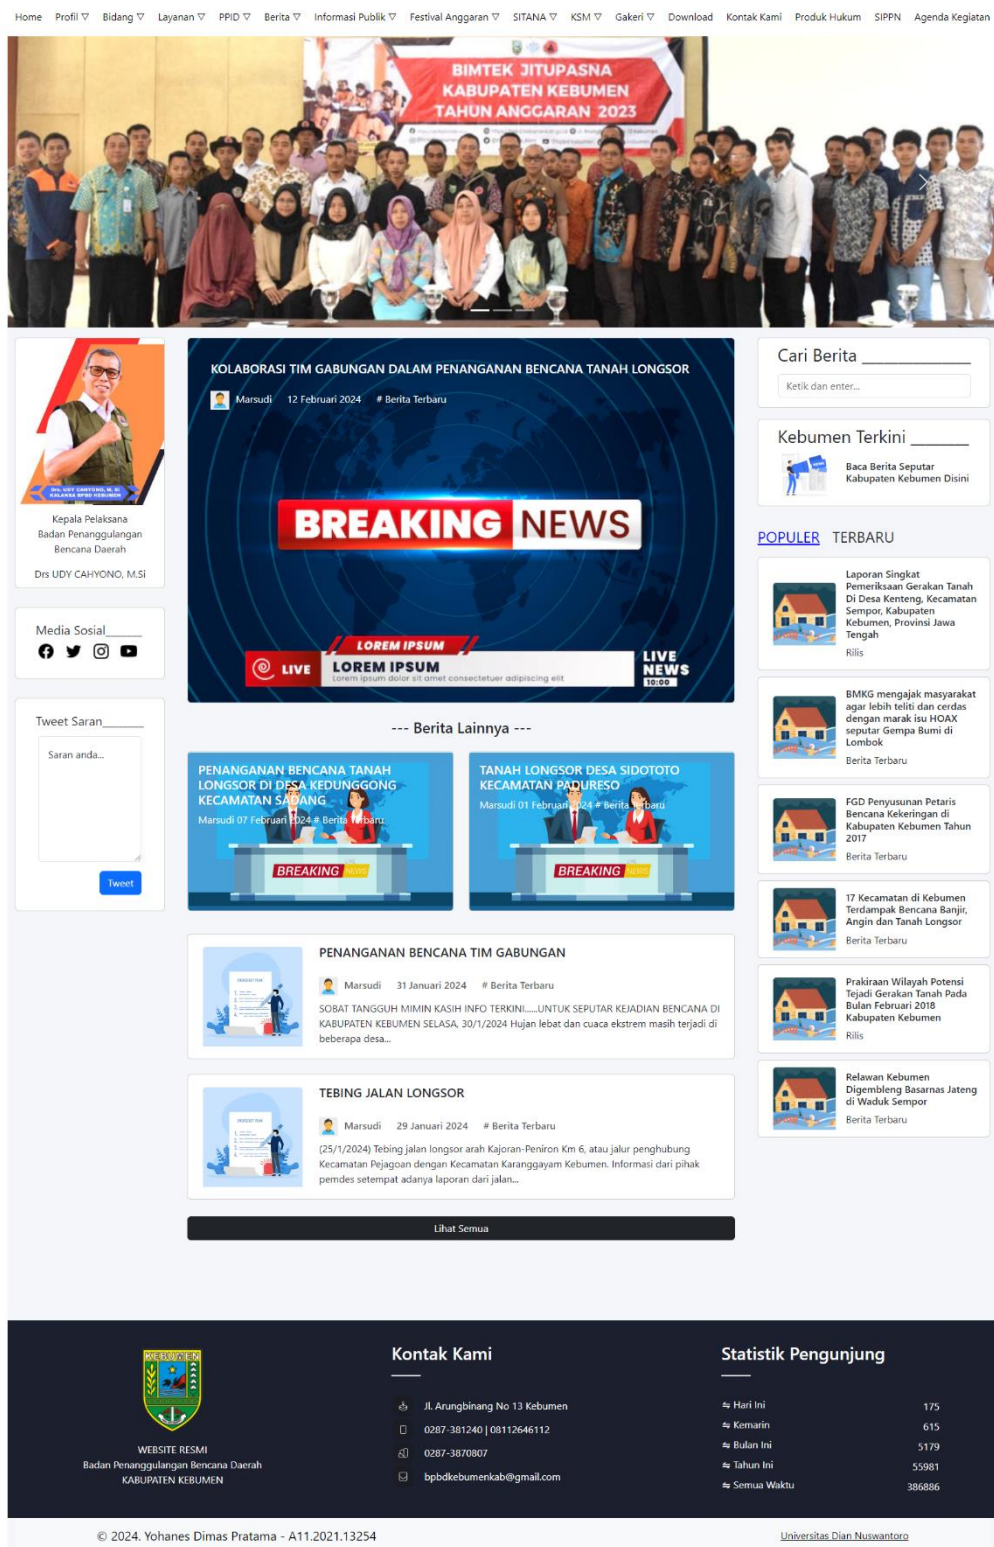 Home Profil ▽ Bidang ▽ Layanan ▽ PPID ▽ Berita ▽ Informasi Publik ▽ Festival Anggaran ▽ SITANA ▽ KSM ▽ Gakeri ▽ Download Kontak Kami Produk Hukum SIPPN Agenda Kegiatan
BIMTEK JITUPASNA
KABUPATEN KEBUMEN
TAHUN ANGGARAN 2023
Drs. UDY CAHYONO, M. Si
KALAKSA BPBD KEBUMEN
Kepala Pelaksana
Badan Penanggulangan
Bencana Daerah
Drs UDY CAHYONO, M.Si
Media Sosial______
Tweet Saran_______
Saran anda...
Tweet
KOLABORASI TIM GABUNGAN DALAM PENANGANAN BENCANA TANAH LONGSOR
Marsudi 12 Februari 2024 # Berita Terbaru
BREAKING NEWS
LOREM IPSUM
LIVE
LOREM IPSUM
Lorem ipsum dolor sit amet consectetuer adipiscing elit
LIVE
NEWS
10:00
--- Berita Lainnya ---
PENANGANAN BENCANA TANAH
LONGSOR DI DESA KEDUNGGONG
KECAMATAN SADANG
Marsudi 07 Februari 2024 # Berita Terbaru
BREAKING NEWS
TANAH LONGSOR DESA SIDOTOTO
KECAMATAN PADURESO
Marsudi 01 Februari 2024 # Berita Terbaru
BREAKING NEWS
PENANGANAN BENCANA TIM GABUNGAN
Marsudi 31 Januari 2024 # Berita Terbaru
SOBAT TANGGUH MIMIN KASIH INFO TERKINI......UNTUK SEPUTAR KEJADIAN BENCANA DI
KABUPATEN KEBUMEN SELASA, 30/1/2024 Hujan lebat dan cuaca ekstrem masih terjadi di
beberapa desa...
TEBING JALAN LONGSOR
Marsudi 29 Januari 2024 # Berita Terbaru
(25/1/2024) Tebing jalan longsor arah Kajoran-Peniron Km 6, atau jalur penghubung
Kecamatan Pejagoan dengan Kecamatan Karanggayam Kebumen. Informasi dari pihak
pemdes setempat adanya laporan dari jalan...
Lihat Semua
Cari Berita ____________
Ketik dan enter...
Kebumen Terkini ______
Baca Berita Seputar
Kabupaten Kebumen Disini
POPULER TERBARU
Laporan Singkat
Pemeriksaan Gerakan Tanah
Di Desa Kenteng, Kecamatan
Sempor, Kabupaten
Kebumen, Provinsi Jawa
Tengah
Rilis
BMKG mengajak masyarakat
agar lebih teliti dan cerdas
dengan marak isu HOAX
seputar Gempa Bumi di
Lombok
Berita Terbaru
FGD Penyusunan Petaris
Bencana Kekeringan di
Kabupaten Kebumen Tahun
2017
Berita Terbaru
17 Kecamatan di Kebumen
Terdampak Bencana Banjir,
Angin dan Tanah Longsor
Berita Terbaru
Prakiraan Wilayah Potensi
Tejadi Gerakan Tanah Pada
Bulan Februari 2018
Kabupaten Kebumen
Rilis
Relawan Kebumen
Digembleng Basarnas Jateng
di Waduk Sempor
Berita Terbaru
KEBUMEN
WEBSITE RESMI
Badan Penanggulangan Bencana Daerah
KABUPATEN KEBUMEN
Kontak Kami
Jl. Arungbinang No 13 Kebumen
0287-381240 | 08112646112
0287-3870807
bpbdkebumenkab@gmail.com
Statistik Pengunjung
⇋ Hari Ini 175
⇋ Kemarin 615
⇋ Bulan Ini 5179
⇋ Tahun Ini 55981
⇋ Semua Waktu 386886
© 2024. Yohanes Dimas Pratama - A11.2021.13254
Universitas Dian Nuswantoro